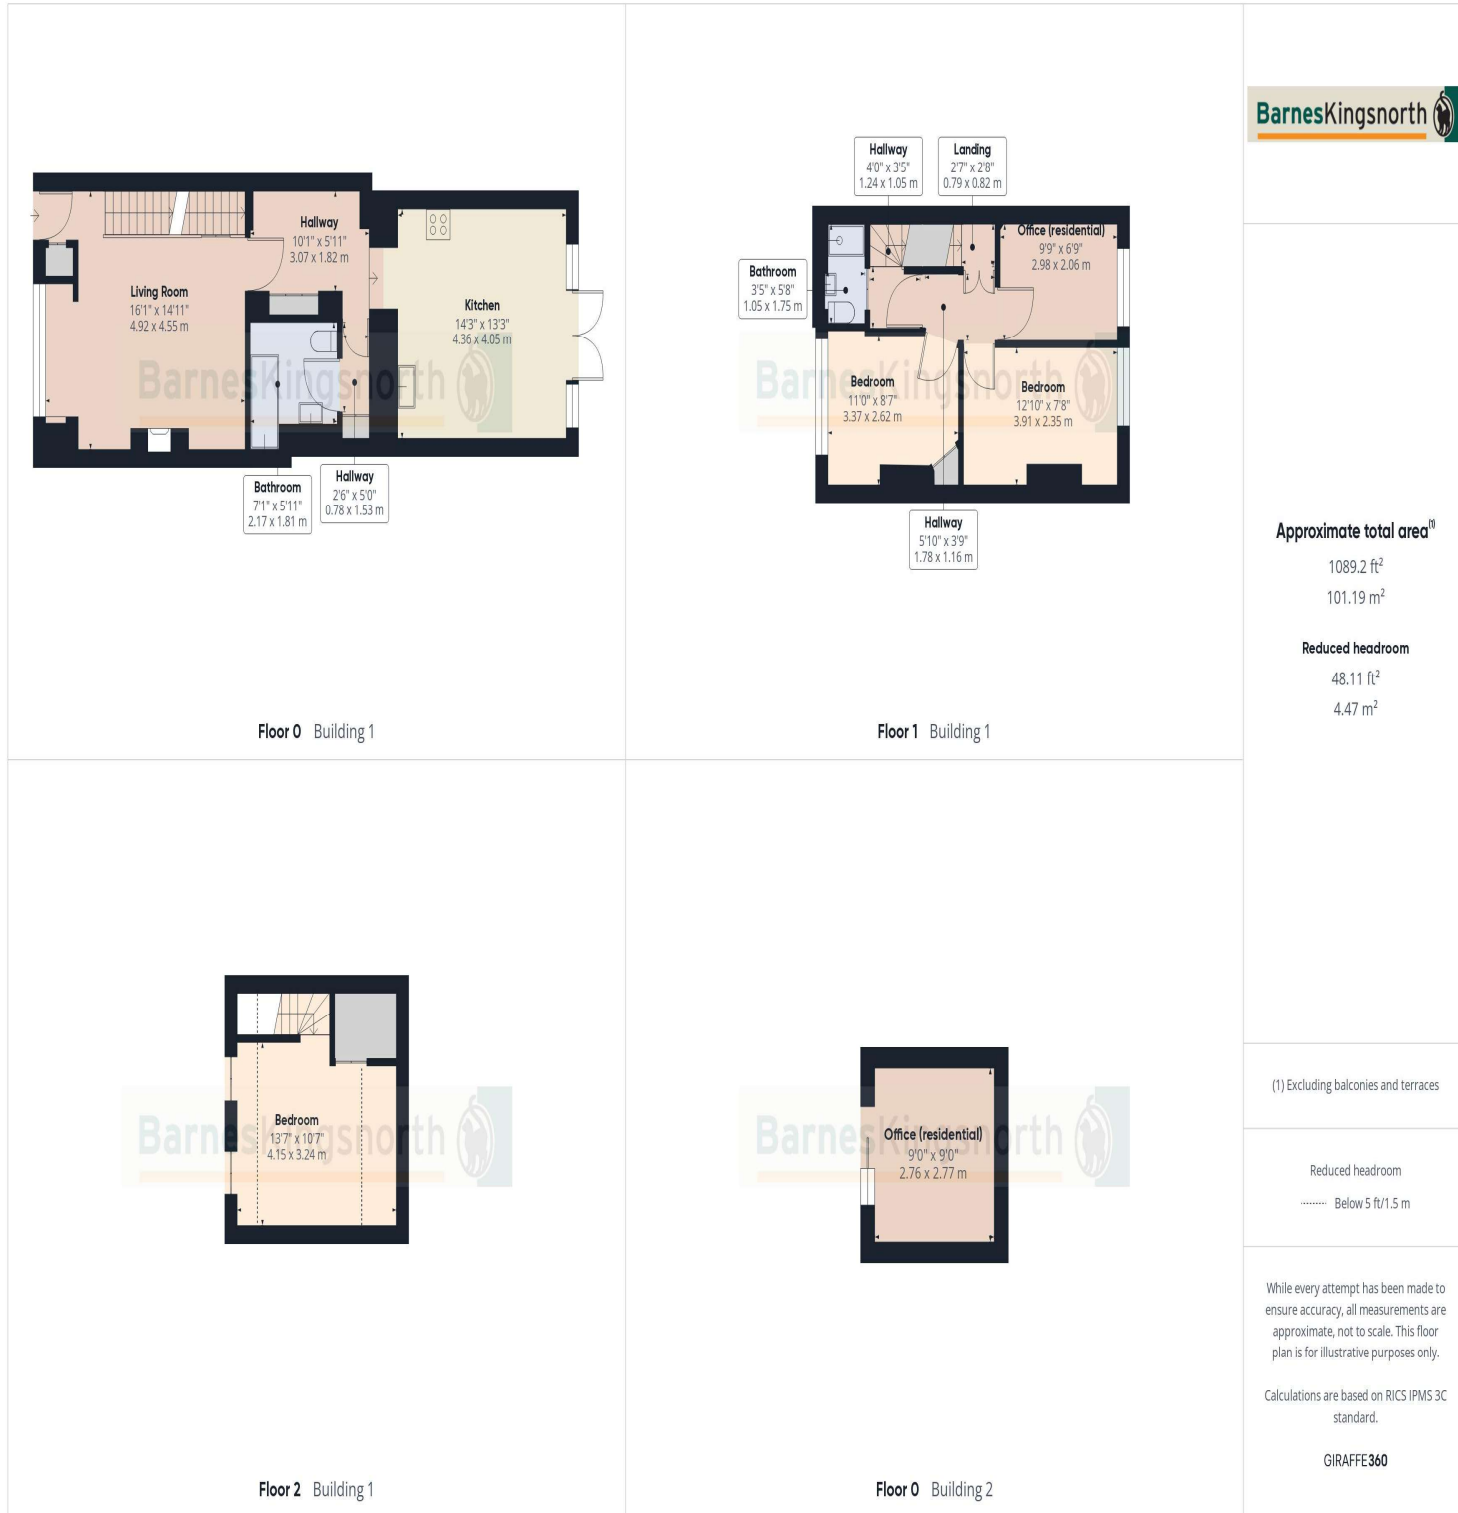 Living Room
16'1" x 14'11"
4.92 x 4.55 m
Hallway
10'1" x 5'11"
3.07 x 1.82 m
Kitchen
14'3" x 13'3"
4.36 x 4.05 m
Bathroom
7'1" x 5'11"
2.17 x 1.81 m
Hallway
2'6" x 5'0"
0.78 x 1.53 m
BarnesKingsnorth
Floor 0 Building 1
Hallway
4'0" x 3'5"
1.24 x 1.05 m
Landing
2'7" x 2'8"
0.79 x 0.82 m
Office (residential)
9'9" x 6'9"
2.98 x 2.06 m
Bathroom
3'5" x 5'8"
1.05 x 1.75 m
Bedroom
11'0" x 8'7"
3.37 x 2.62 m
Bedroom
12'10" x 7'8"
3.91 x 2.35 m
Hallway
5'10" x 3'9"
1.78 x 1.16 m
BarnesKingsnorth
Floor 1 Building 1
Bedroom
13'7" x 10'7"
4.15 x 3.24 m
BarnesKingsnorth
Floor 2 Building 1
Office (residential)
9'0" x 9'0"
2.76 x 2.77 m
BarnesKingsnorth
Floor 0 Building 2
BarnesKingsnorth
Approximate total area(1)
1089.2 ft²
101.19 m²
Reduced headroom
48.11 ft²
4.47 m²
(1) Excluding balconies and terraces
Reduced headroom
Below 5 ft/1.5 m
While every attempt has been made to
ensure accuracy, all measurements are
approximate, not to scale. This floor
plan is for illustrative purposes only.
Calculations are based on RICS IPMS 3C
standard.
GIRAFFE360